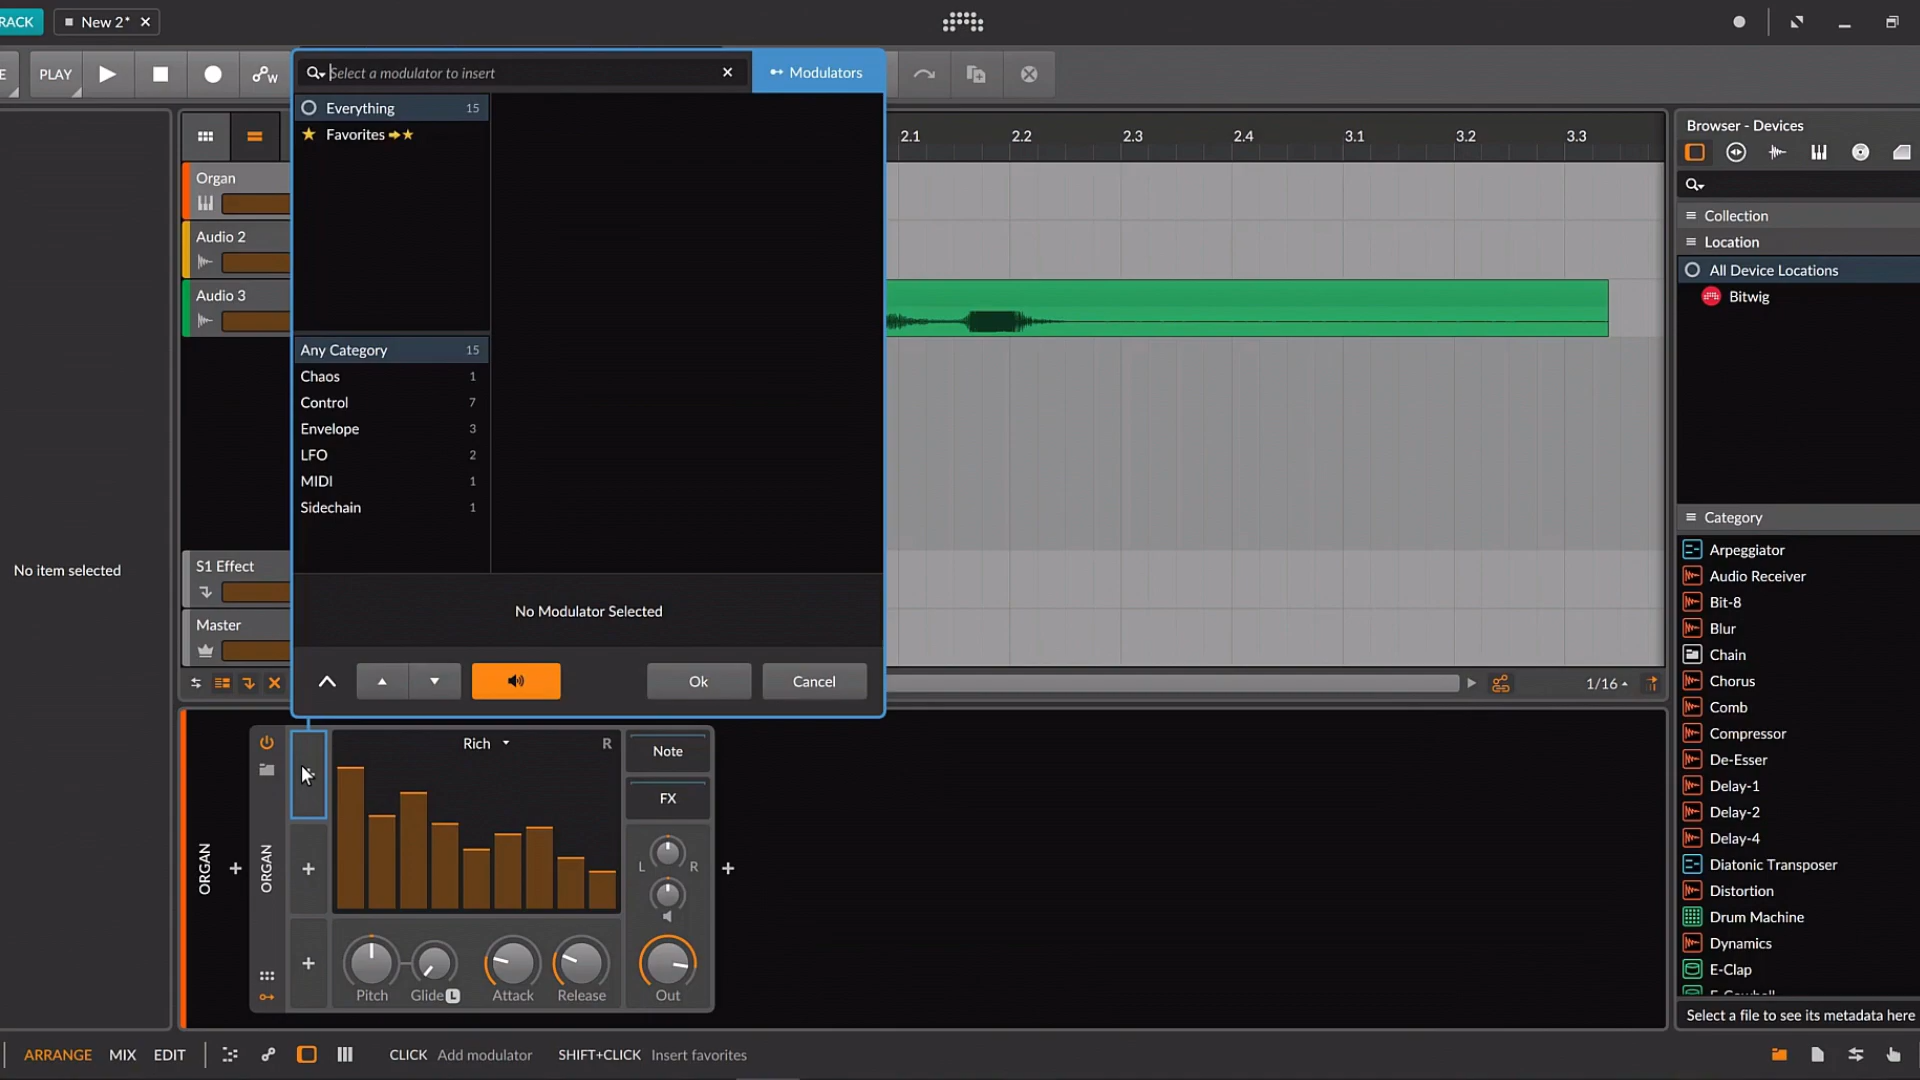 RACK
New 2*
PLAY
Select a modulator to insert
Modulators
Everything 15
Favorites
Any Category 15
Chaos 1
Control 7
Envelope 3
LFO 2
MIDI 1
Sidechain 1
No Modulator Selected
Ok
Cancel
2.1 2.2 2.3 2.4 3.1 3.2 3.3
Organ
Audio 2
Audio 3
S1 Effect
Master
No item selected
1/16
Browser - Devices
Collection
Location
All Device Locations
Bitwig
Category
Arpeggiator
Audio Receiver
Bit-8
Blur
Chain
Chorus
Comb
Compressor
De-Esser
Delay-1
Delay-2
Delay-4
Diatonic Transposer
Distortion
Drum Machine
Dynamics
E-Clap
E-Cowbell
Select a file to see its metadata here
ORGAN
ORGAN
Rich
R
Note
FX
L R
Pitch
Glide L
Attack
Release
Out
ARRANGE MIX EDIT
CLICK Add modulator SHIFT+CLICK Insert favorites